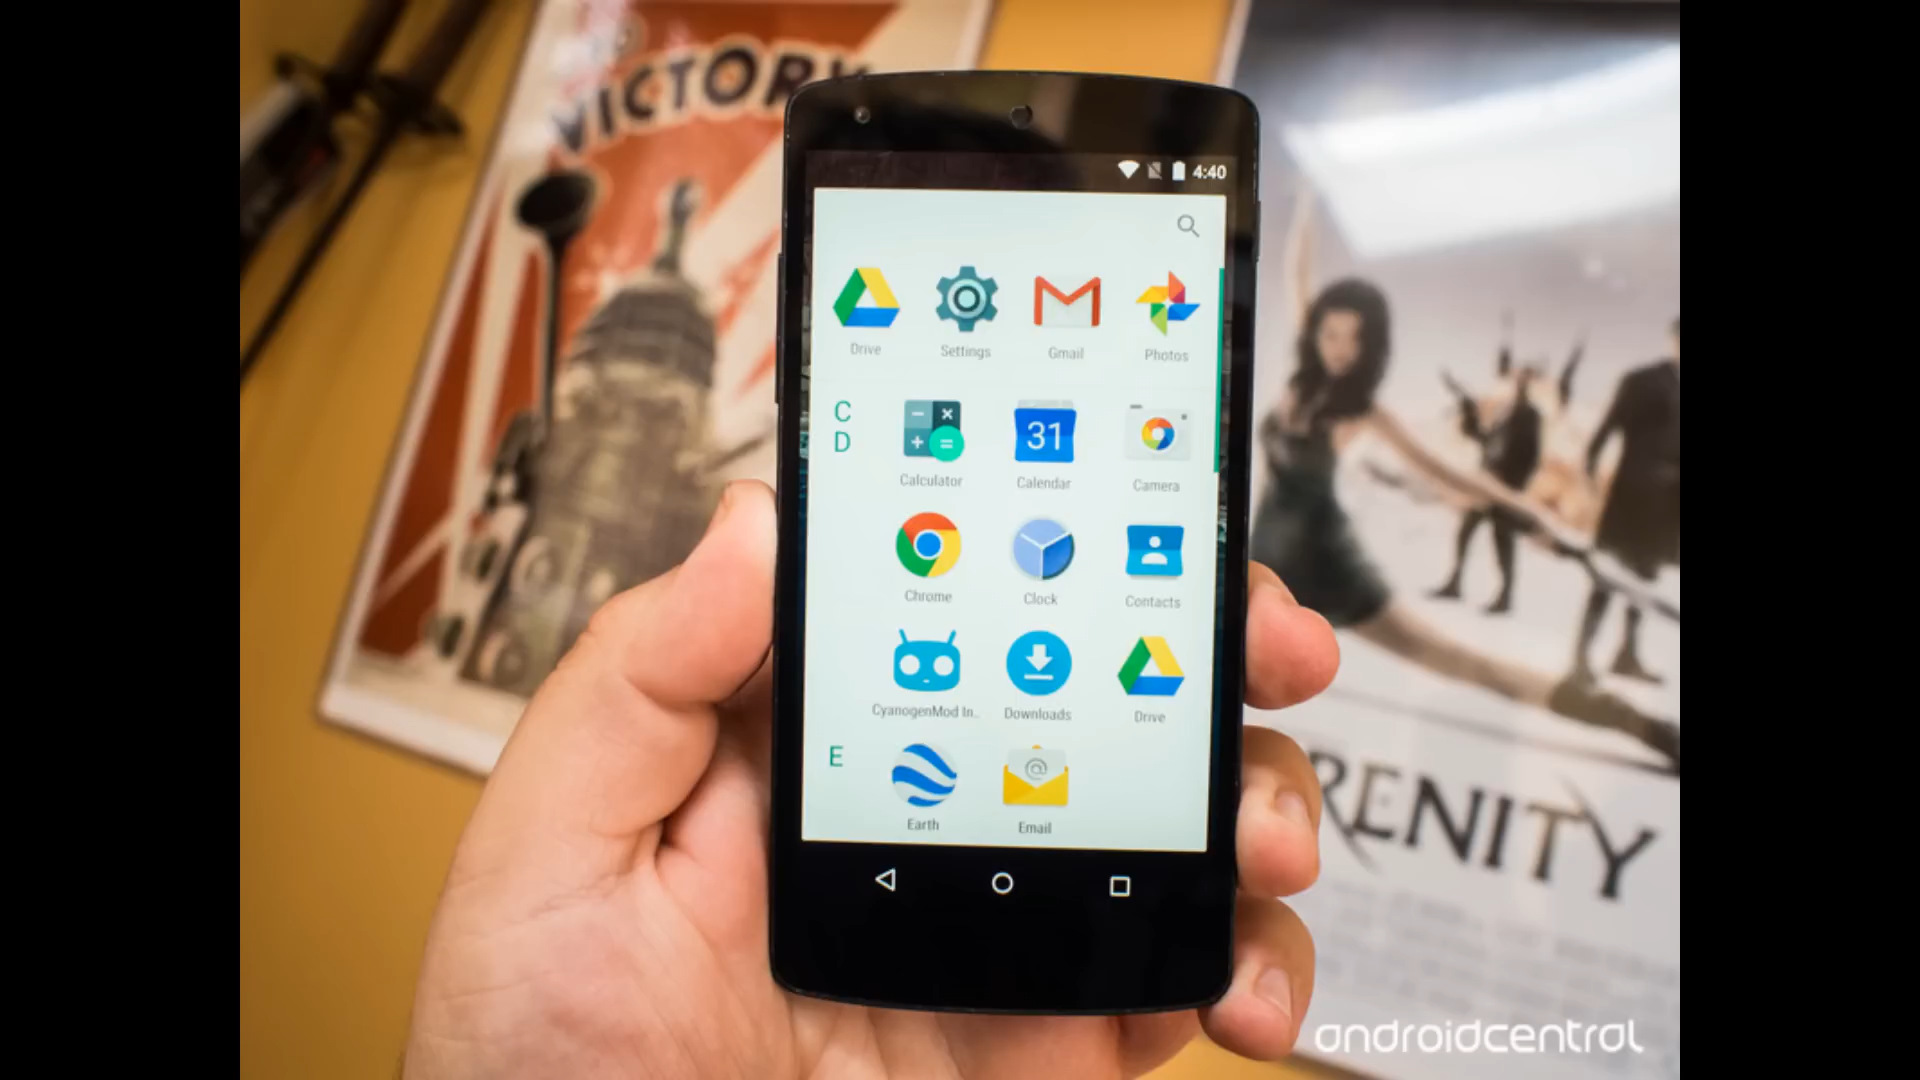 VICTORY
4:40
Drive Settings Gmail Photos
C
D
31
Calculator Calendar Camera
Chrome Clock Contacts
CyanogenMod In.. Downloads Drive
E
@
Earth Email
RENITY
androidcentral